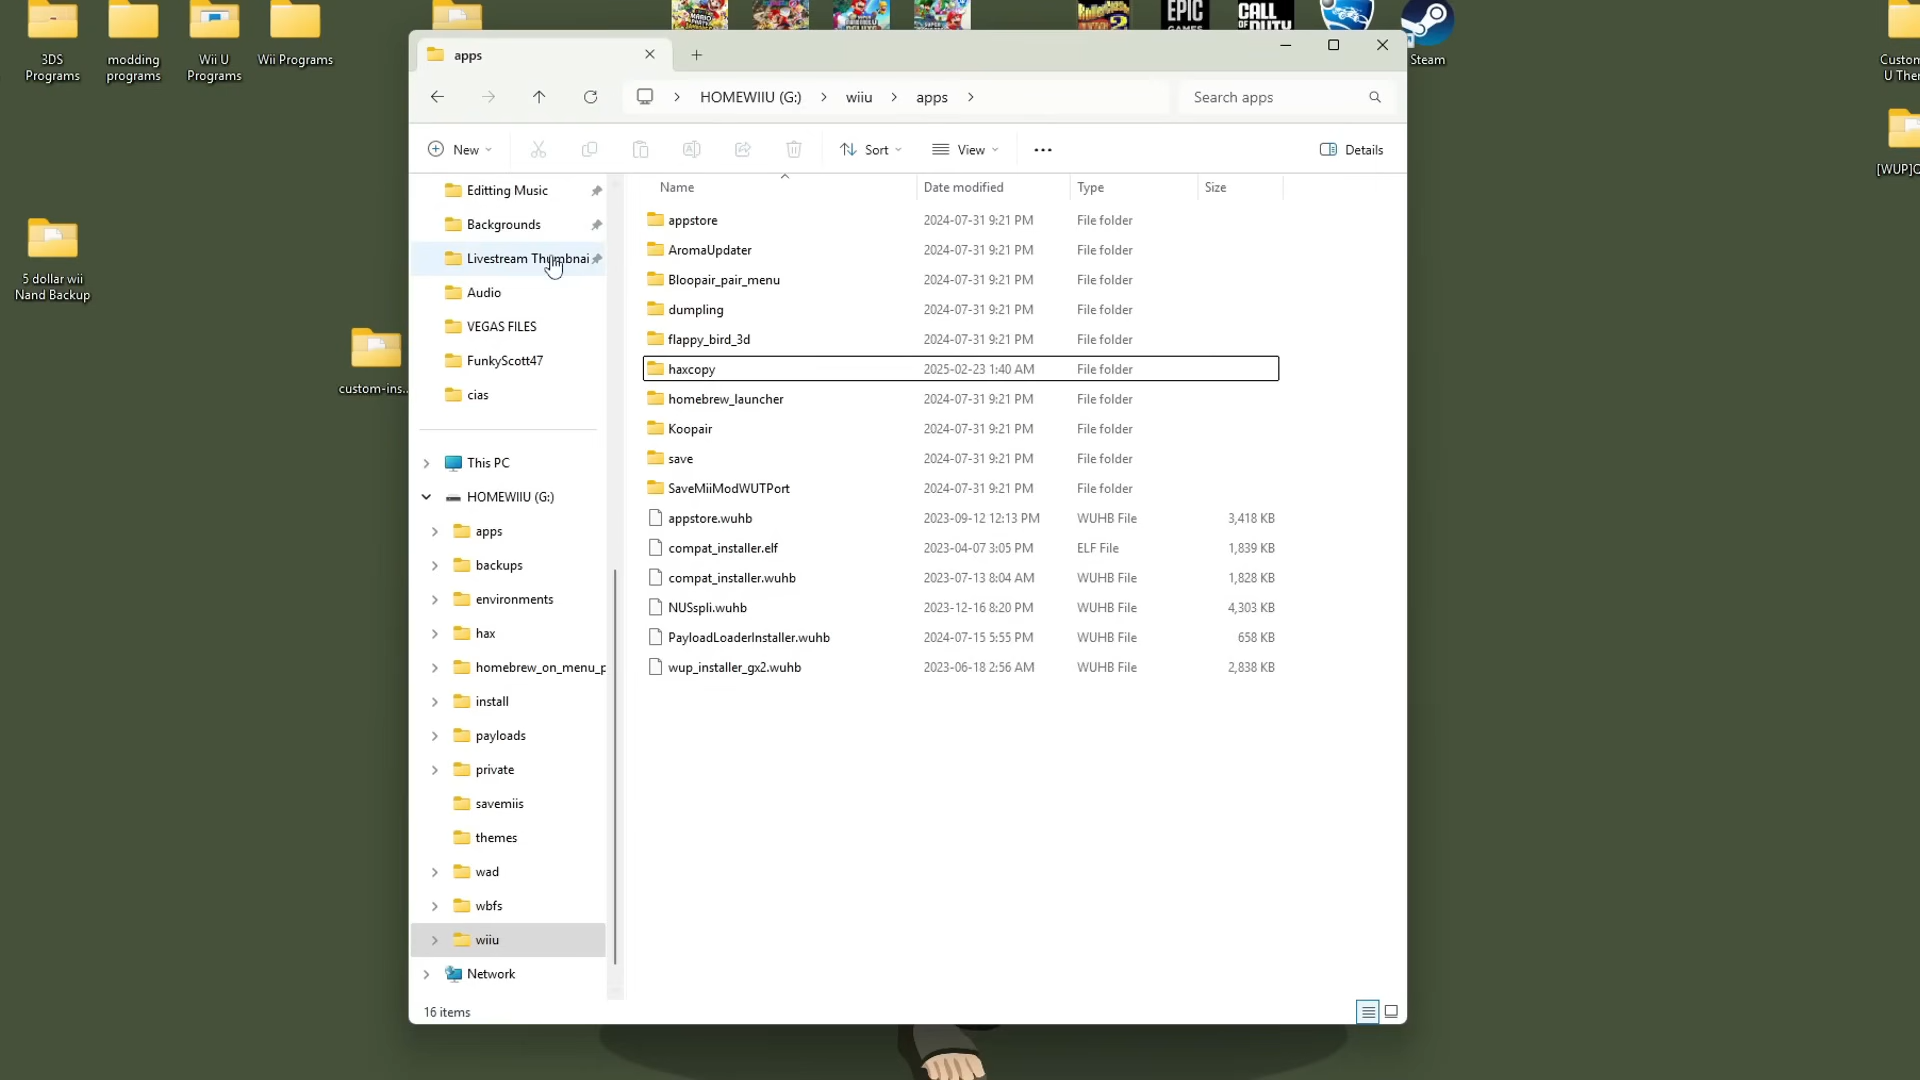 3DS
Programs
modding
programs
Wii U
Programs
Wii Programs
EPIC
GAMES
CALL
Steam
Custom
U Ther
[WUP]C
5 dollar wii
Nand Backup
custom-ins...
apps
HOMEWIIU (G:)
wiiu
apps
Search apps
New
Sort
View
Details
Editting Music
Backgrounds
Livestream Thumbnai
Audio
VEGAS FILES
FunkyScott47
cias
This PC
HOMEWIIU (G:)
apps
backups
environments
hax
homebrew_on_menu_p
install
payloads
private
savemiis
themes
wad
wbfs
wiiu
Network
Name Date modified Type Size
appstore 2024-07-31 9:21 PM File folder
AromaUpdater 2024-07-31 9:21 PM File folder
Bloopair_pair_menu 2024-07-31 9:21 PM File folder
dumpling 2024-07-31 9:21 PM File folder
flappy_bird_3d 2024-07-31 9:21 PM File folder
haxcopy 2025-02-23 1:40 AM File folder
homebrew_launcher 2024-07-31 9:21 PM File folder
Koopair 2024-07-31 9:21 PM File folder
save 2024-07-31 9:21 PM File folder
SaveMiiModWUTPort 2024-07-31 9:21 PM File folder
appstore.wuhb 2023-09-12 12:13 PM WUHB File 3,418 KB
compat_installer.elf 2023-04-07 3:05 PM ELF File 1,839 KB
compat_installer.wuhb 2023-07-13 8:04 AM WUHB File 1,828 KB
NUSspli.wuhb 2023-12-16 8:20 PM WUHB File 4,303 KB
PayloadLoaderInstaller.wuhb 2024-07-15 5:55 PM WUHB File 658 KB
wup_installer_gx2.wuhb 2023-06-18 2:56 AM WUHB File 2,838 KB
16 items